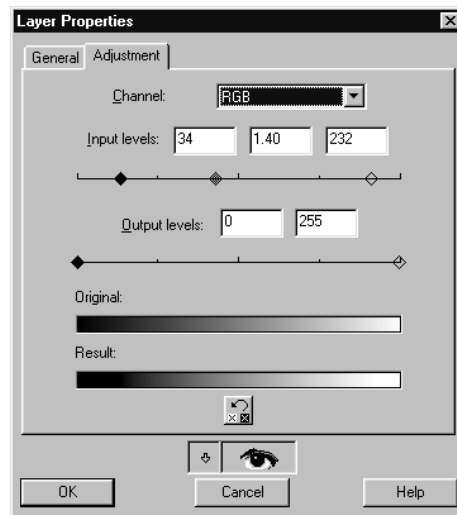 Layer Properties
General Adjustment
Channel: RGB
Input levels: 34 1.40 232
Output levels: 0 255
Original:
Result:
OK Cancel Help